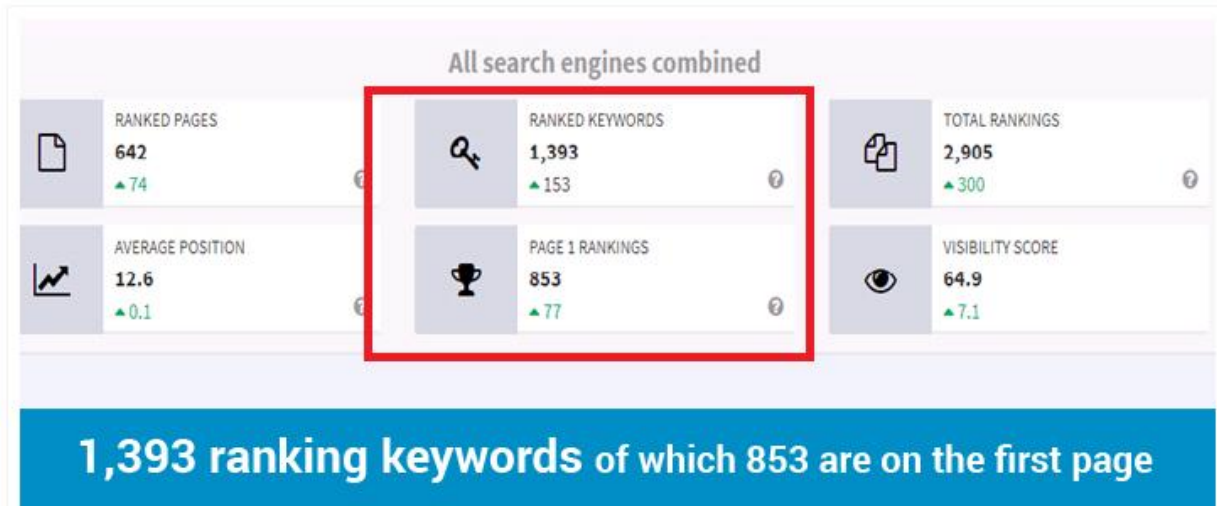 All search engines combined
RANKED PAGES
642
▲74
RANKED KEYWORDS
1,393
▲153
TOTAL RANKINGS
2,905
▲300
AVERAGE POSITION
12.6
▲0.1
PAGE 1 RANKINGS
853
▲77
VISIBILITY SCORE
64.9
▲7.1
1,393 ranking keywords of which 853 are on the first page